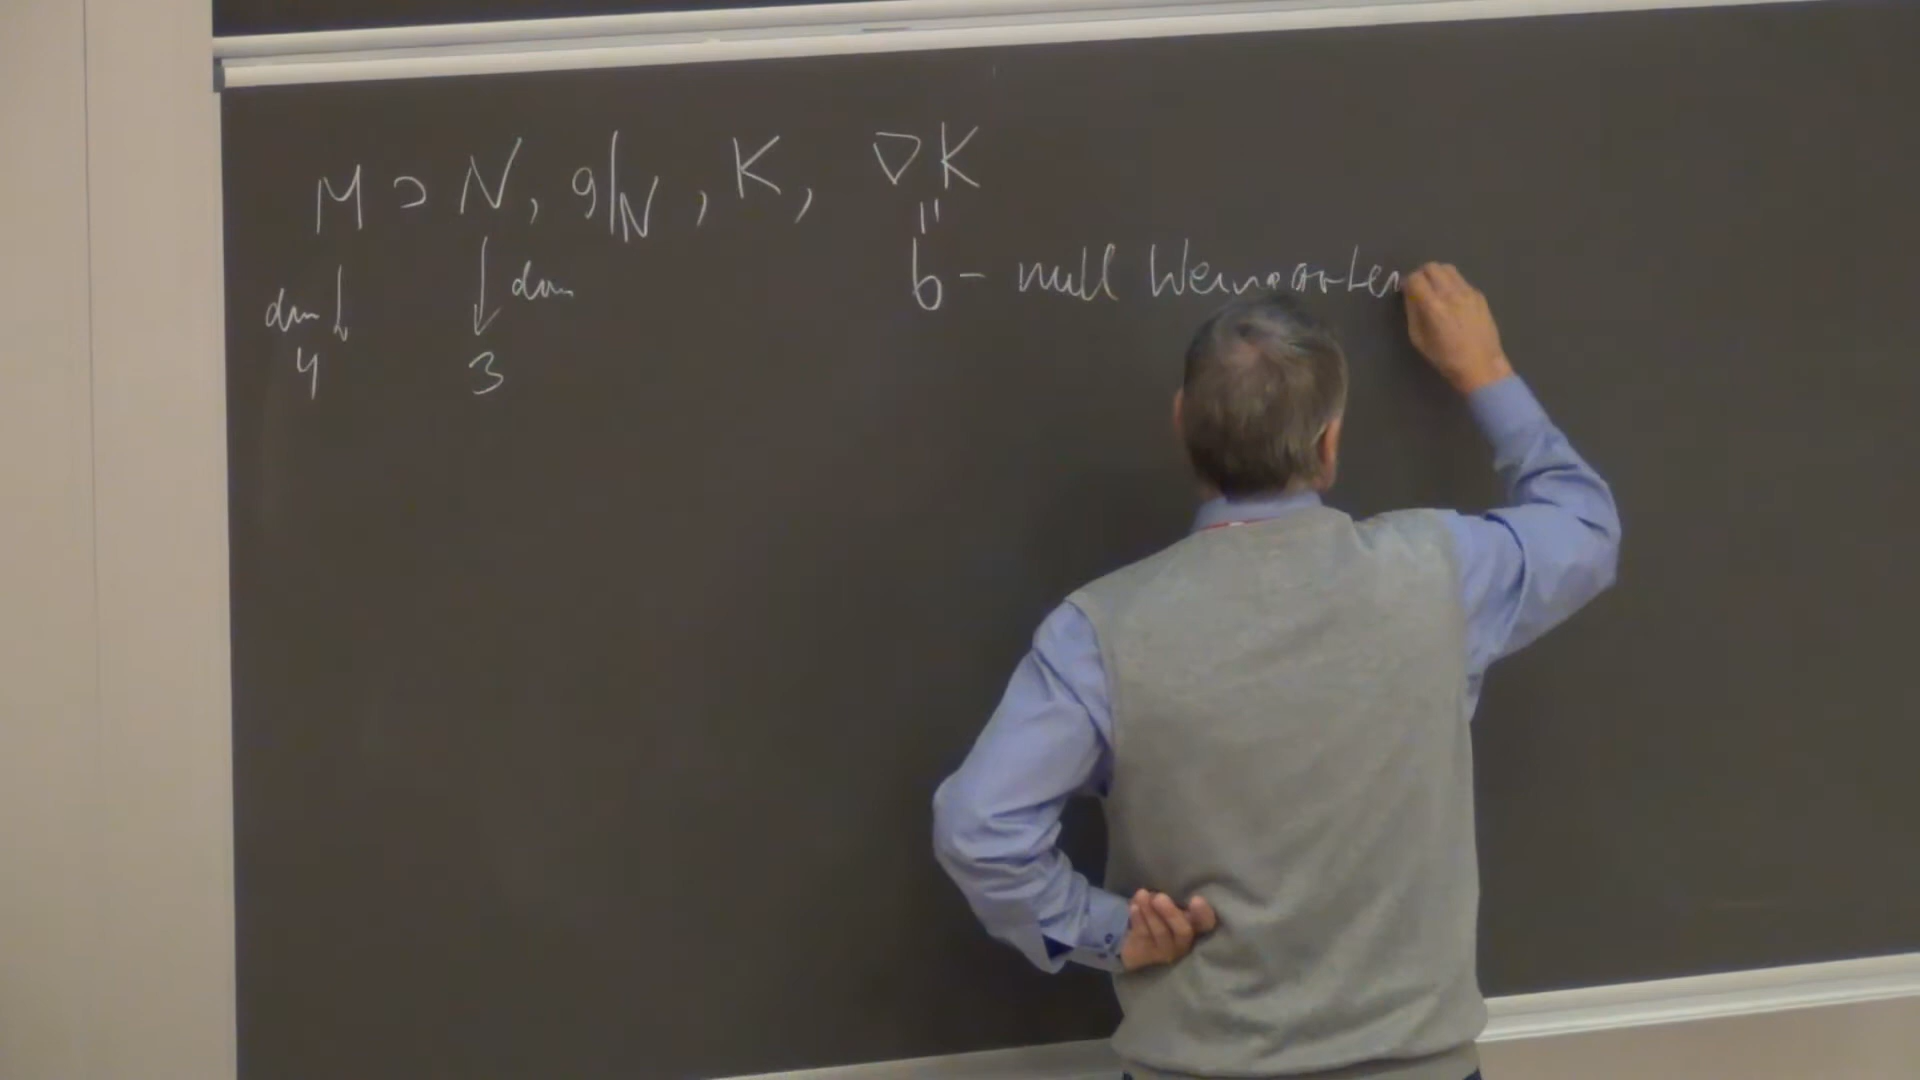 M ⊃ N, g|N, K, ∇K
dim ↓ ↓ dim ॥
b - null Weingarten
4 3